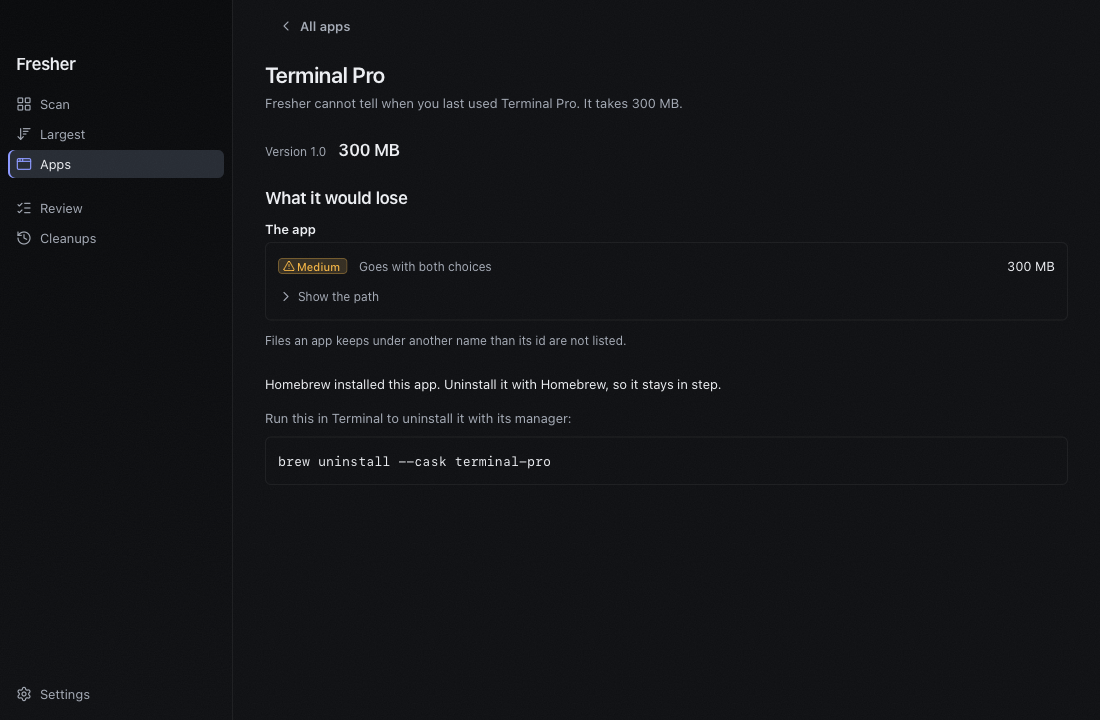 All apps
Fresher
Scan
Largest
Apps
Review
Cleanups
Settings
Terminal Pro
Fresher cannot tell when you last used Terminal Pro. It takes 300 MB.
Version 1.0 300 MB
What it would lose
The app
Medium Goes with both choices 300 MB
Show the path
Files an app keeps under another name than its id are not listed.
Homebrew installed this app. Uninstall it with Homebrew, so it stays in step.
Run this in Terminal to uninstall it with its manager:
brew uninstall --cask terminal-pro